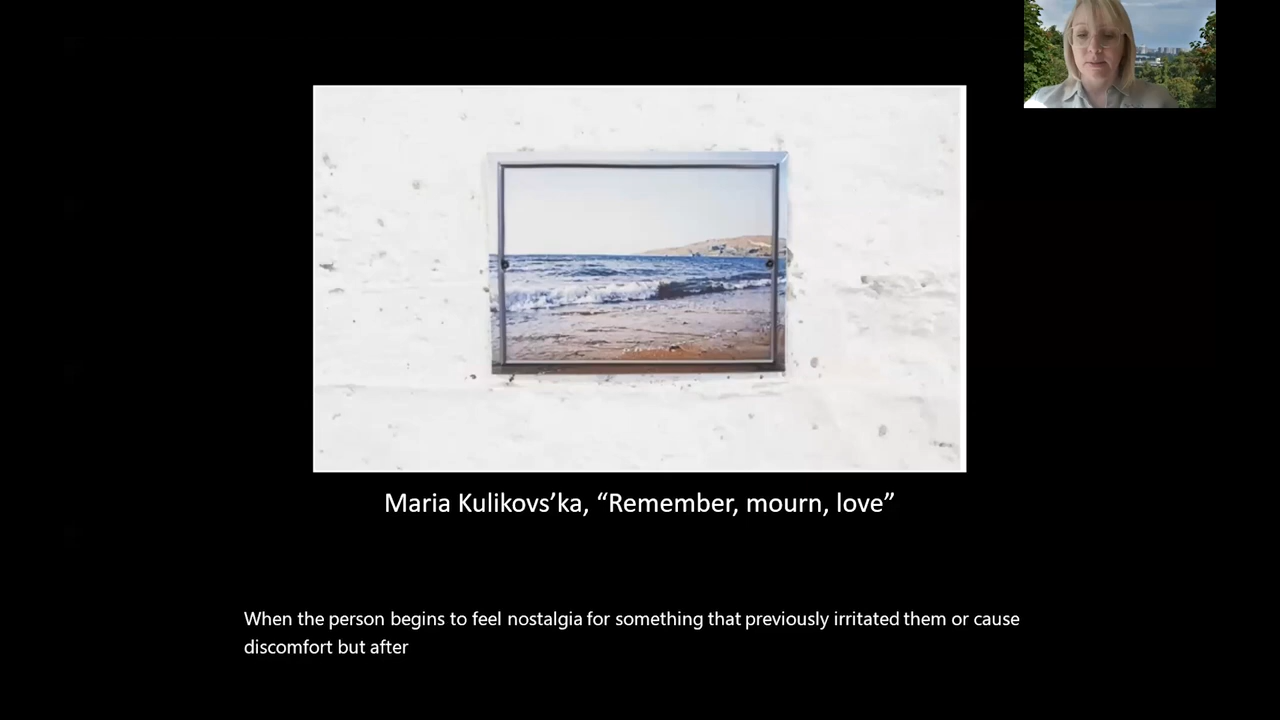 Maria Kulikovs’ka, “Remember, mourn, love”
When the person begins to feel nostalgia for something that previously irritated them or cause
discomfort but after